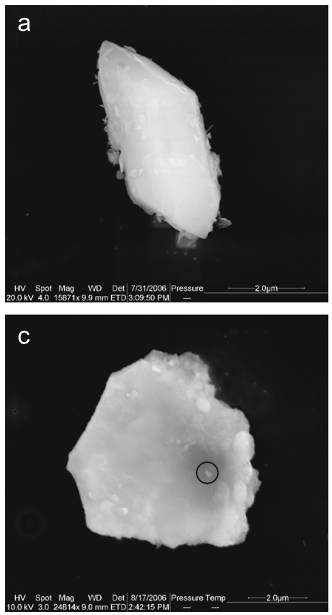 a
HV Spot Mag WD Det 7/31/2006 Pressure 2.0µm
20.0 kV 4.0 15871x 9.9 mm ETD 3:09:50 PM ---
c
HV Spot Mag WD Det 8/17/2006 Pressure Temp 2.0µm
10.0 kV 3.0 24814x 9.0 mm ETD 2:42:15 PM --- ---